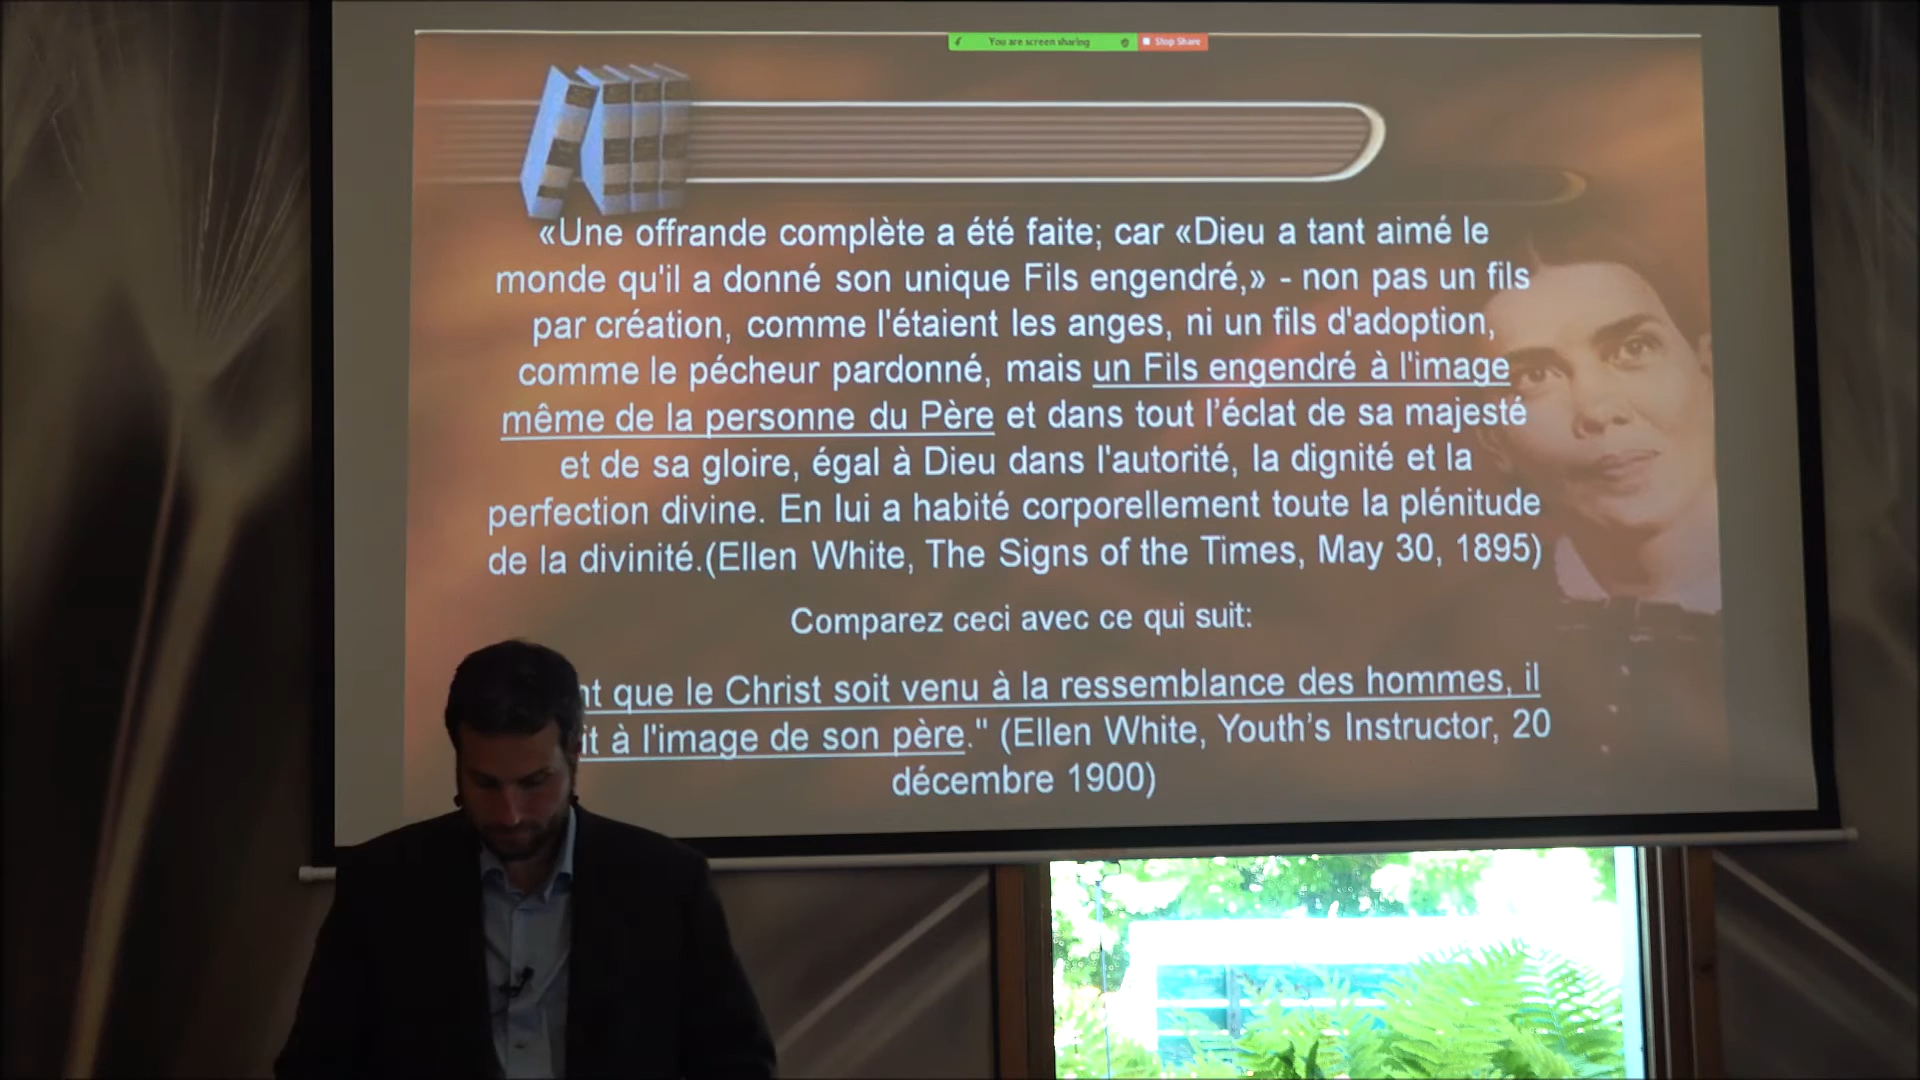 You are screen sharing
Stop Share
«Une offrande complète a été faite; car «Dieu a tant aimé le
monde qu'il a donné son unique Fils engendré,» - non pas un fils
par création, comme l'étaient les anges, ni un fils d'adoption,
comme le pécheur pardonné, mais un Fils engendré à l'image
même de la personne du Père et dans tout l’éclat de sa majesté
et de sa gloire, égal à Dieu dans l'autorité, la dignité et la
perfection divine. En lui a habité corporellement toute la plénitude
de la divinité.(Ellen White, The Signs of the Times, May 30, 1895)
Comparez ceci avec ce qui suit:
que le Christ soit venu à la ressemblance des hommes, il
à l'image de son père." (Ellen White, Youth’s Instructor, 20
décembre 1900)